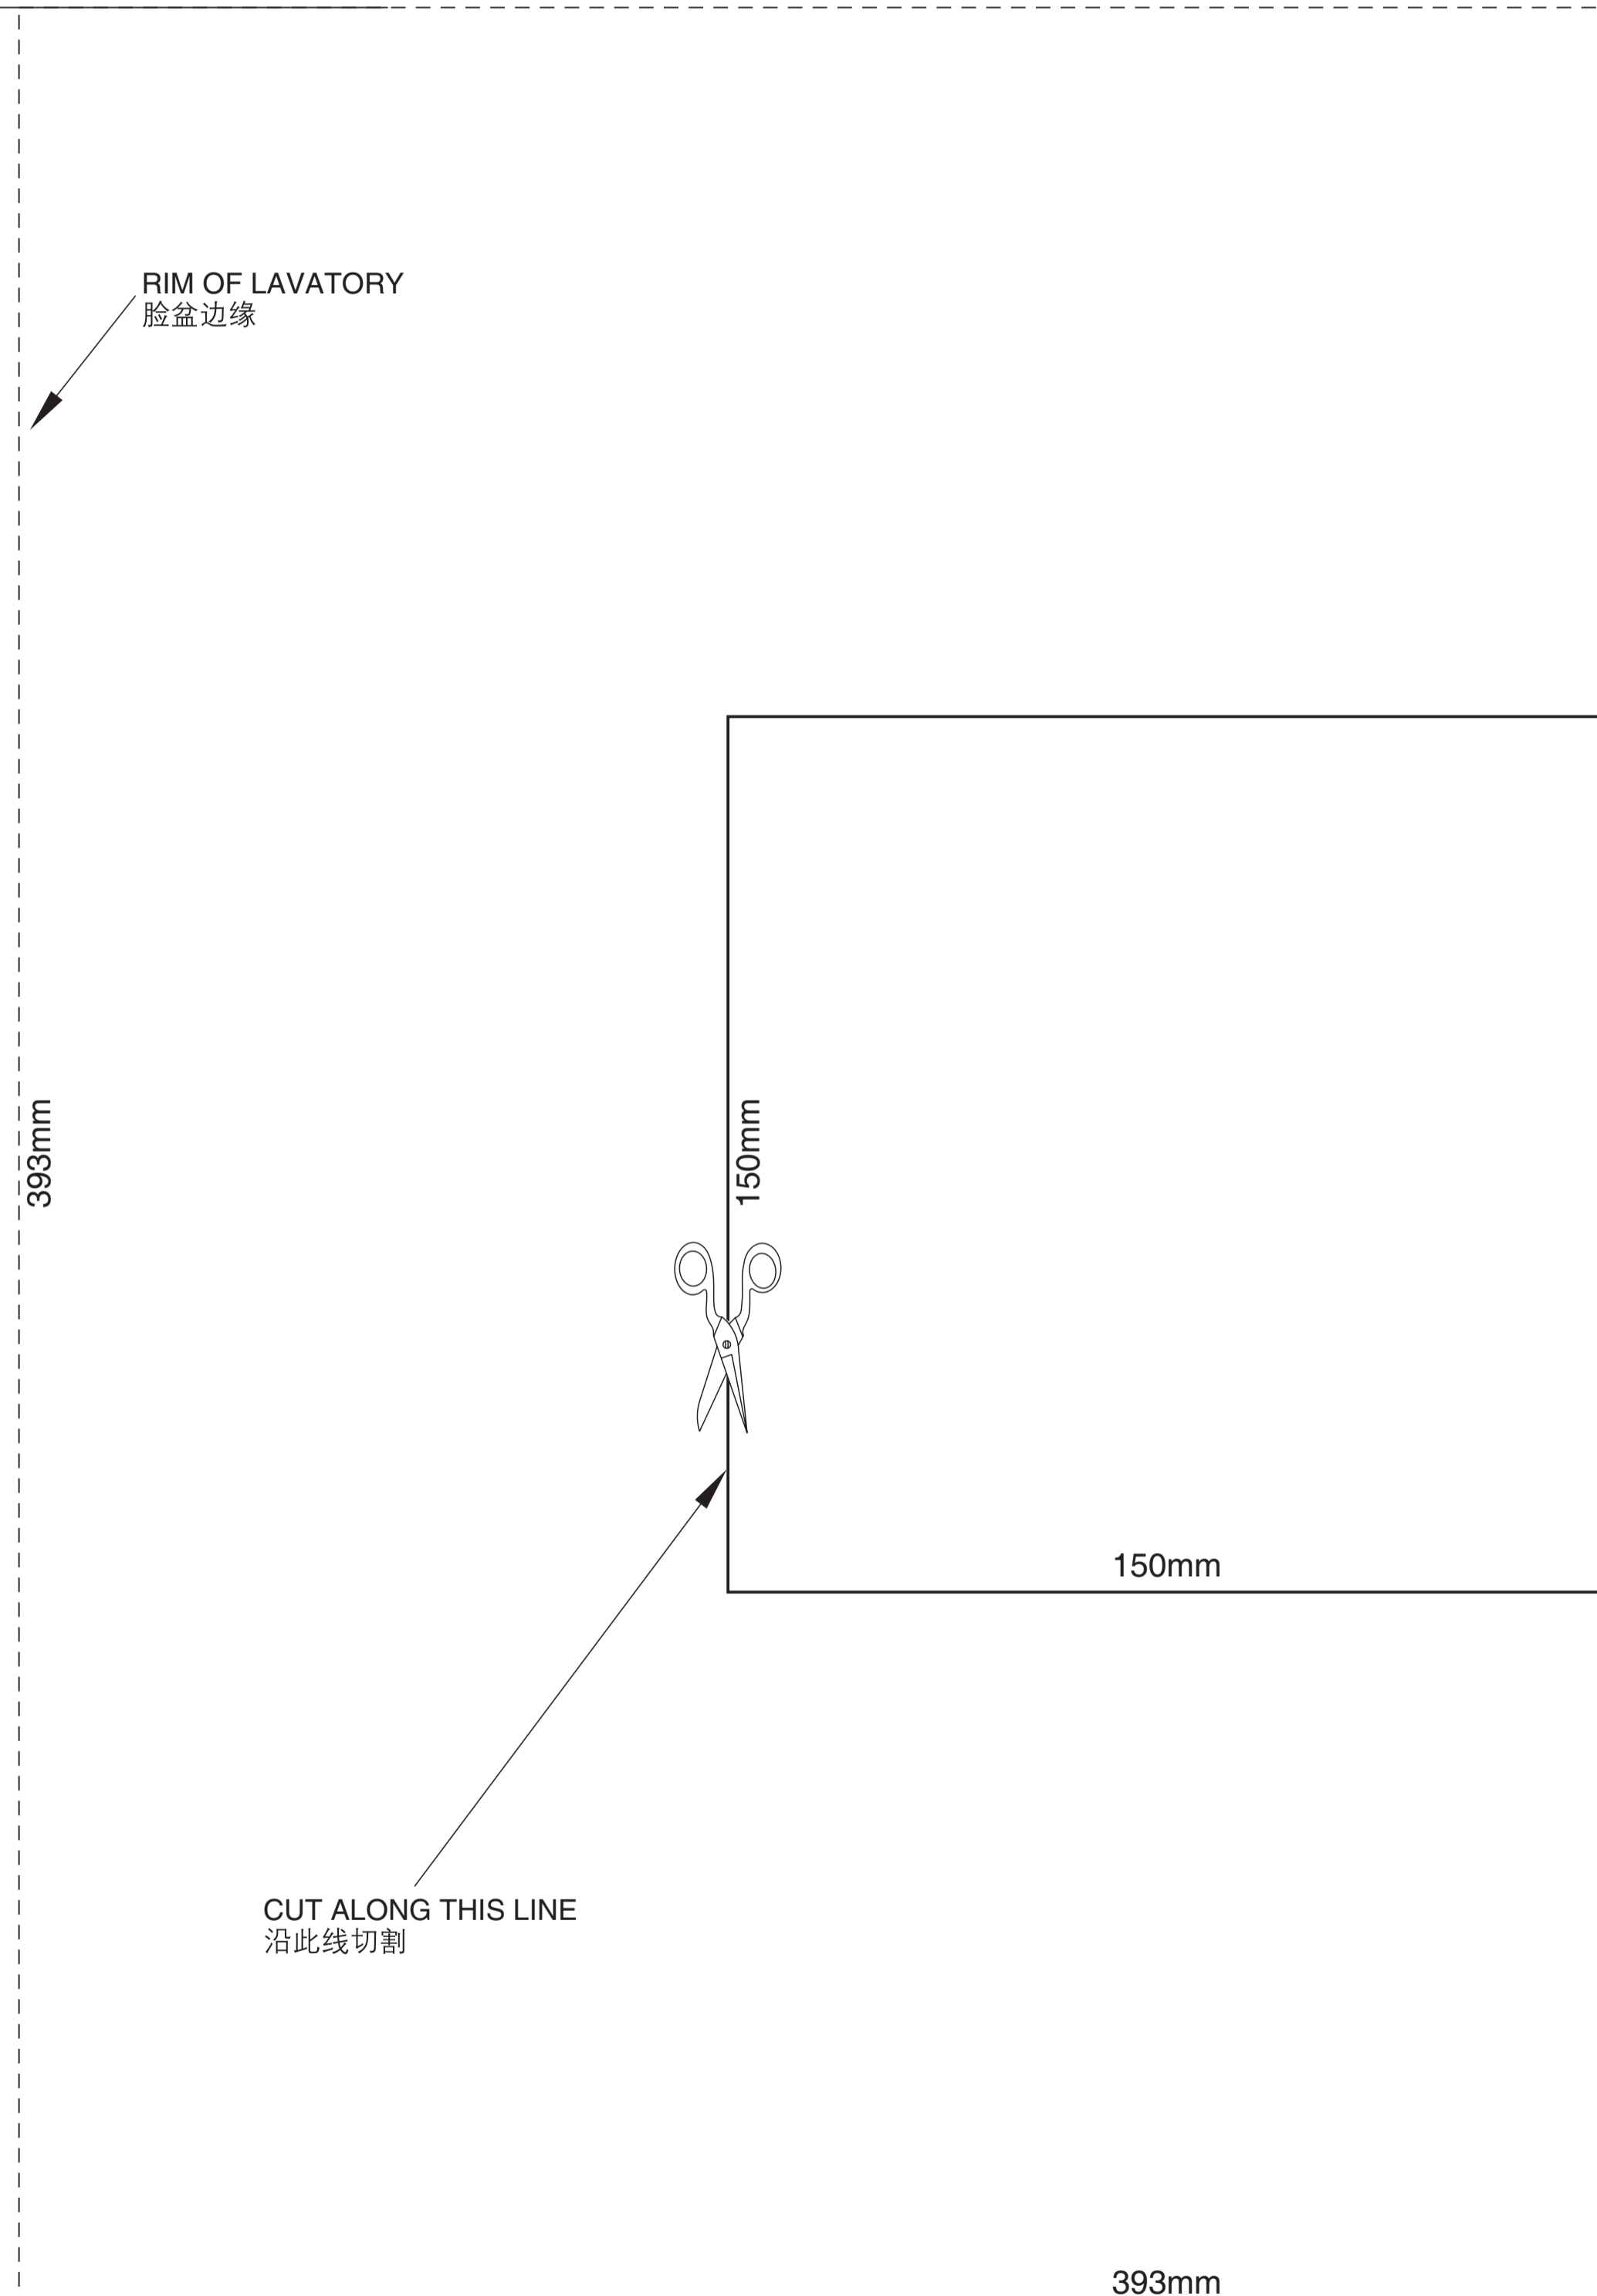 RIM OF LAVATORY
脸盆边缘
393mm
150mm
150mm
CUT ALONG THIS LINE
沿此线切割
393mm